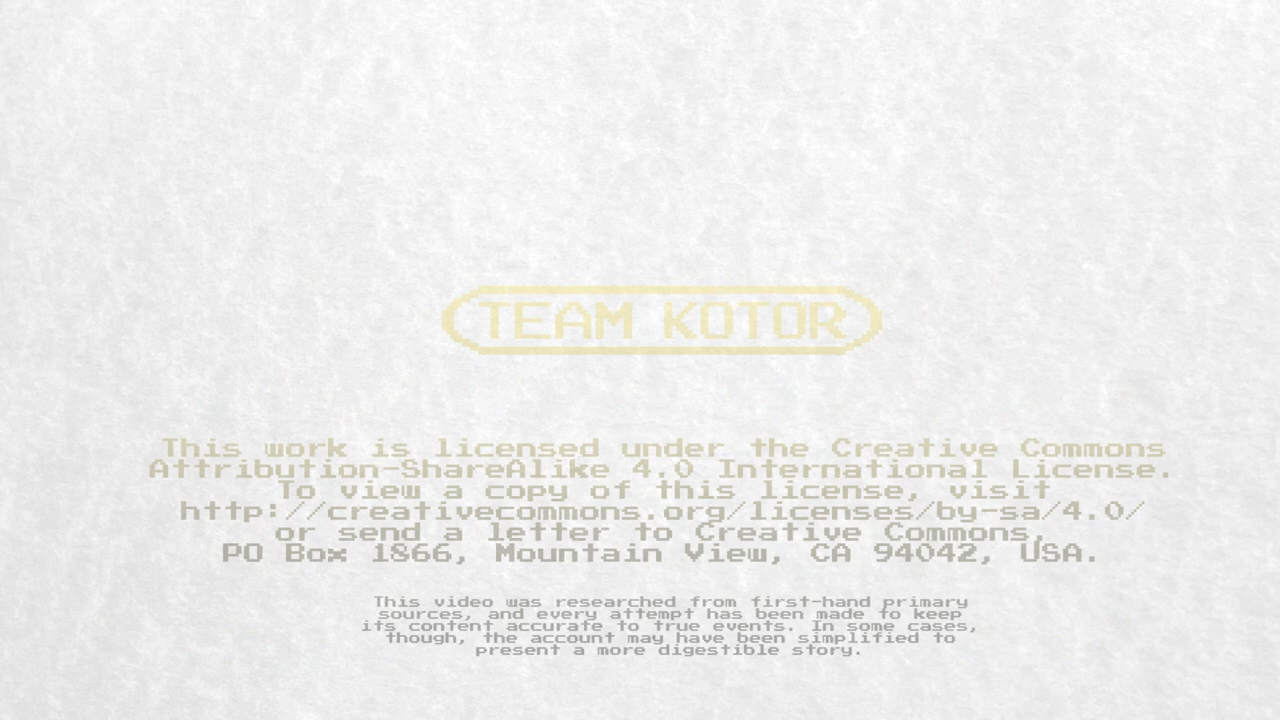 TEAM KOTOR
This work is licensed under the Creative Commons
Attribution-ShareAlike 4.0 International License.
To view a copy of this license, visit
http://creativecommons.org/licenses/by-sa/4.0/
or send a letter to Creative Commons,
PO Box 1866, Mountain View, CA 94042, USA.
This video was researched from first-hand primary
sources, and every attempt has been made to keep
its content accurate to true events. In some cases,
though, the account may have been simplified to
present a more digestible story.